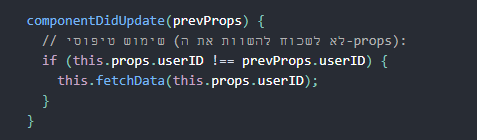 componentDidUpdate(prevProps) {
// שימוש טיפוסי (לא לשכוח להשוות את ה-props):
if (this.props.userID !== prevProps.userID) {
this.fetchData(this.props.userID);
}
}